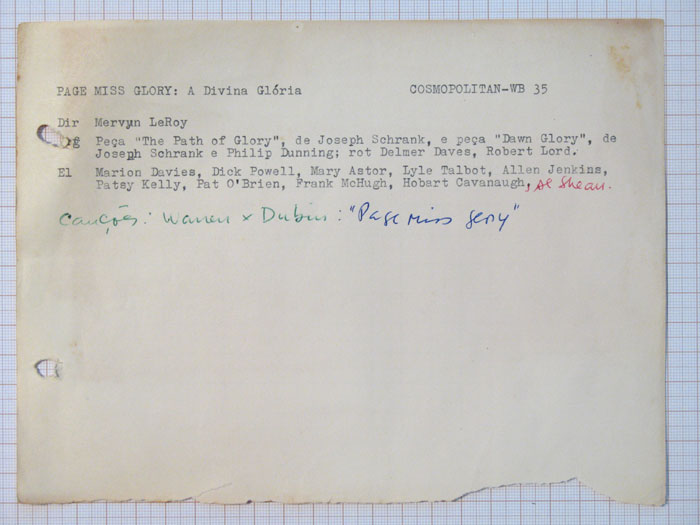 PAGE MISS GLORY: A Divina Glória COSMOPOLITAN-WB 35
Dir Mervyn LeRoy
Peça "The Path of Glory", de Joseph Schrank, e peça "Dawn Glory", de
Joseph Schrank e Philip Dunning; rot Delmer Daves, Robert Lord.
El Marion Davies, Dick Powell, Mary Astor, Lyle Talbot, Allen Jenkins,
Patsy Kelly, Pat O'Brien, Frank McHugh, Hobart Cavanaugh, Al Shean.
Canções: Warren x Dubin: "Page Miss Glory"